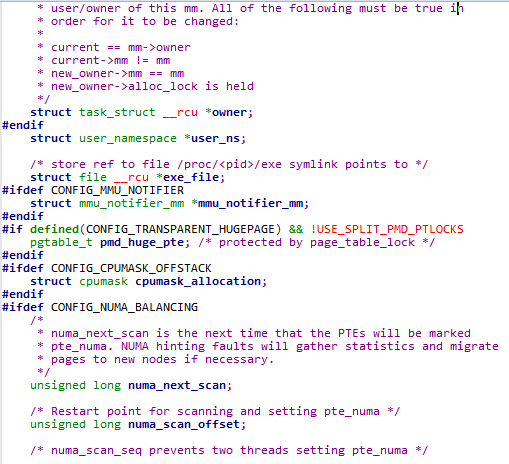 * user/owner of this mm. All of the following must be true in
* order for it to be changed:
*
* current == mm->owner
* current->mm != mm
* new_owner->mm == mm
* new_owner->alloc_lock is held
*/
struct task_struct __rcu *owner;
#endif
struct user_namespace *user_ns;
/* store ref to file /proc/<pid>/exe symlink points to */
struct file __rcu *exe_file;
#ifdef CONFIG_MMU_NOTIFIER
struct mmu_notifier_mm *mmu_notifier_mm;
#endif
#if defined(CONFIG_TRANSPARENT_HUGEPAGE) && !USE_SPLIT_PMD_PTLOCKS
pgtable_t pmd_huge_pte; /* protected by page_table_lock */
#endif
#ifdef CONFIG_CPUMASK_OFFSTACK
struct cpumask cpumask_allocation;
#endif
#ifdef CONFIG_NUMA_BALANCING
/*
* numa_next_scan is the next time that the PTEs will be marked
* pte_numa. NUMA hinting faults will gather statistics and migrate
* pages to new nodes if necessary.
*/
unsigned long numa_next_scan;
/* Restart point for scanning and setting pte_numa */
unsigned long numa_scan_offset;
/* numa_scan_seq prevents two threads setting pte_numa */